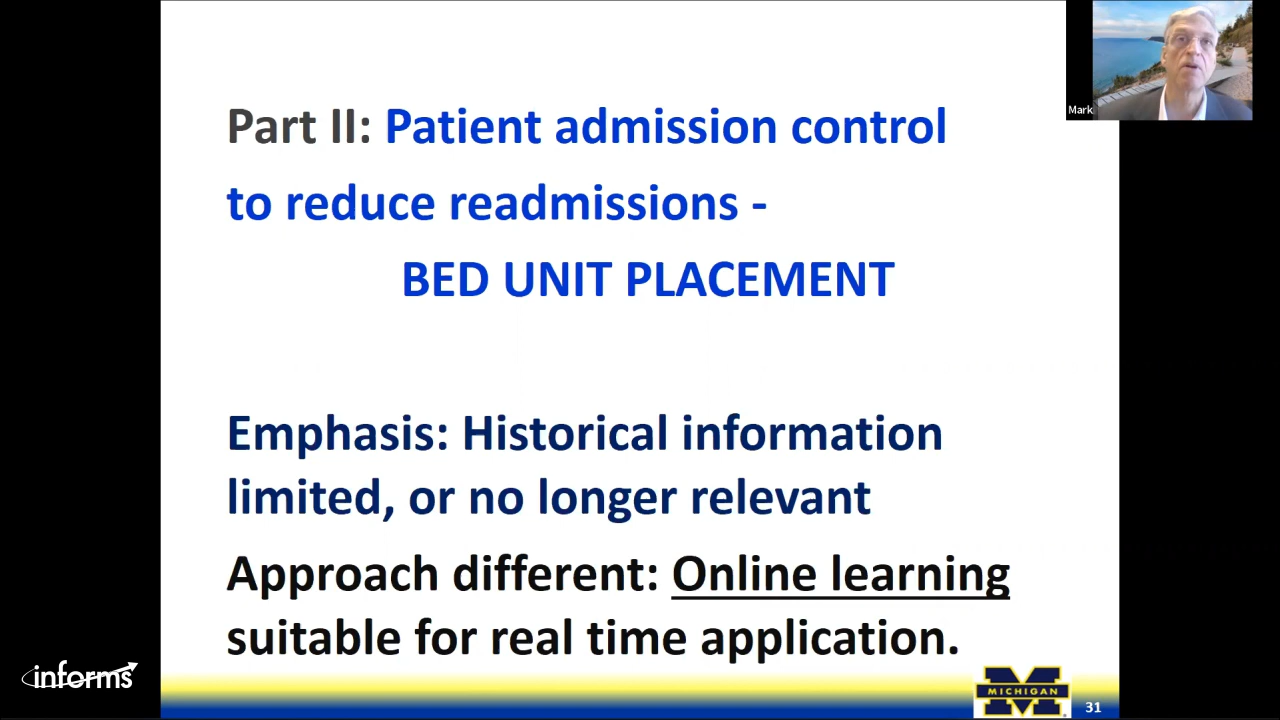 Mark
Part II: Patient admission control
to reduce readmissions -
BED UNIT PLACEMENT
Emphasis: Historical information
limited, or no longer relevant
Approach different: Online learning
suitable for real time application.
informs
MICHIGAN
31